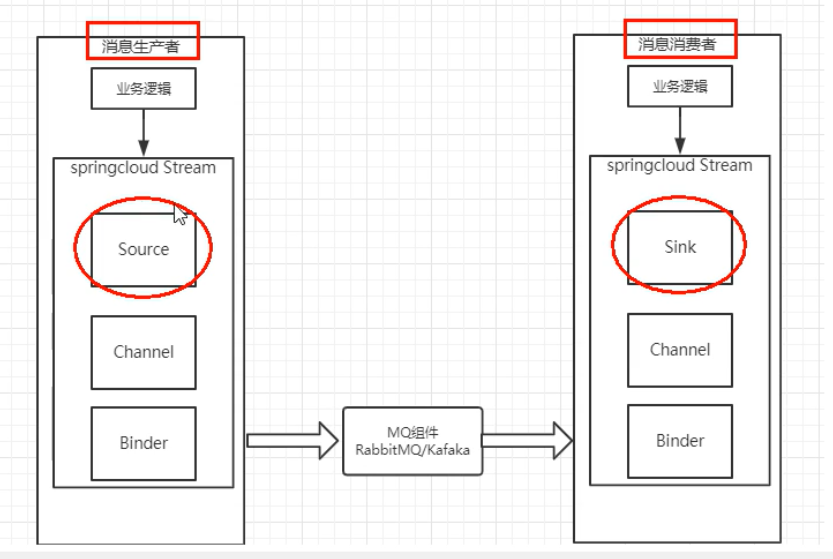 消息生产者
业务逻辑
springcloud Stream
Source
Channel
Binder
MQ组件
RabbitMQ/Kafaka
消息消费者
业务逻辑
springcloud Stream
Sink
Channel
Binder